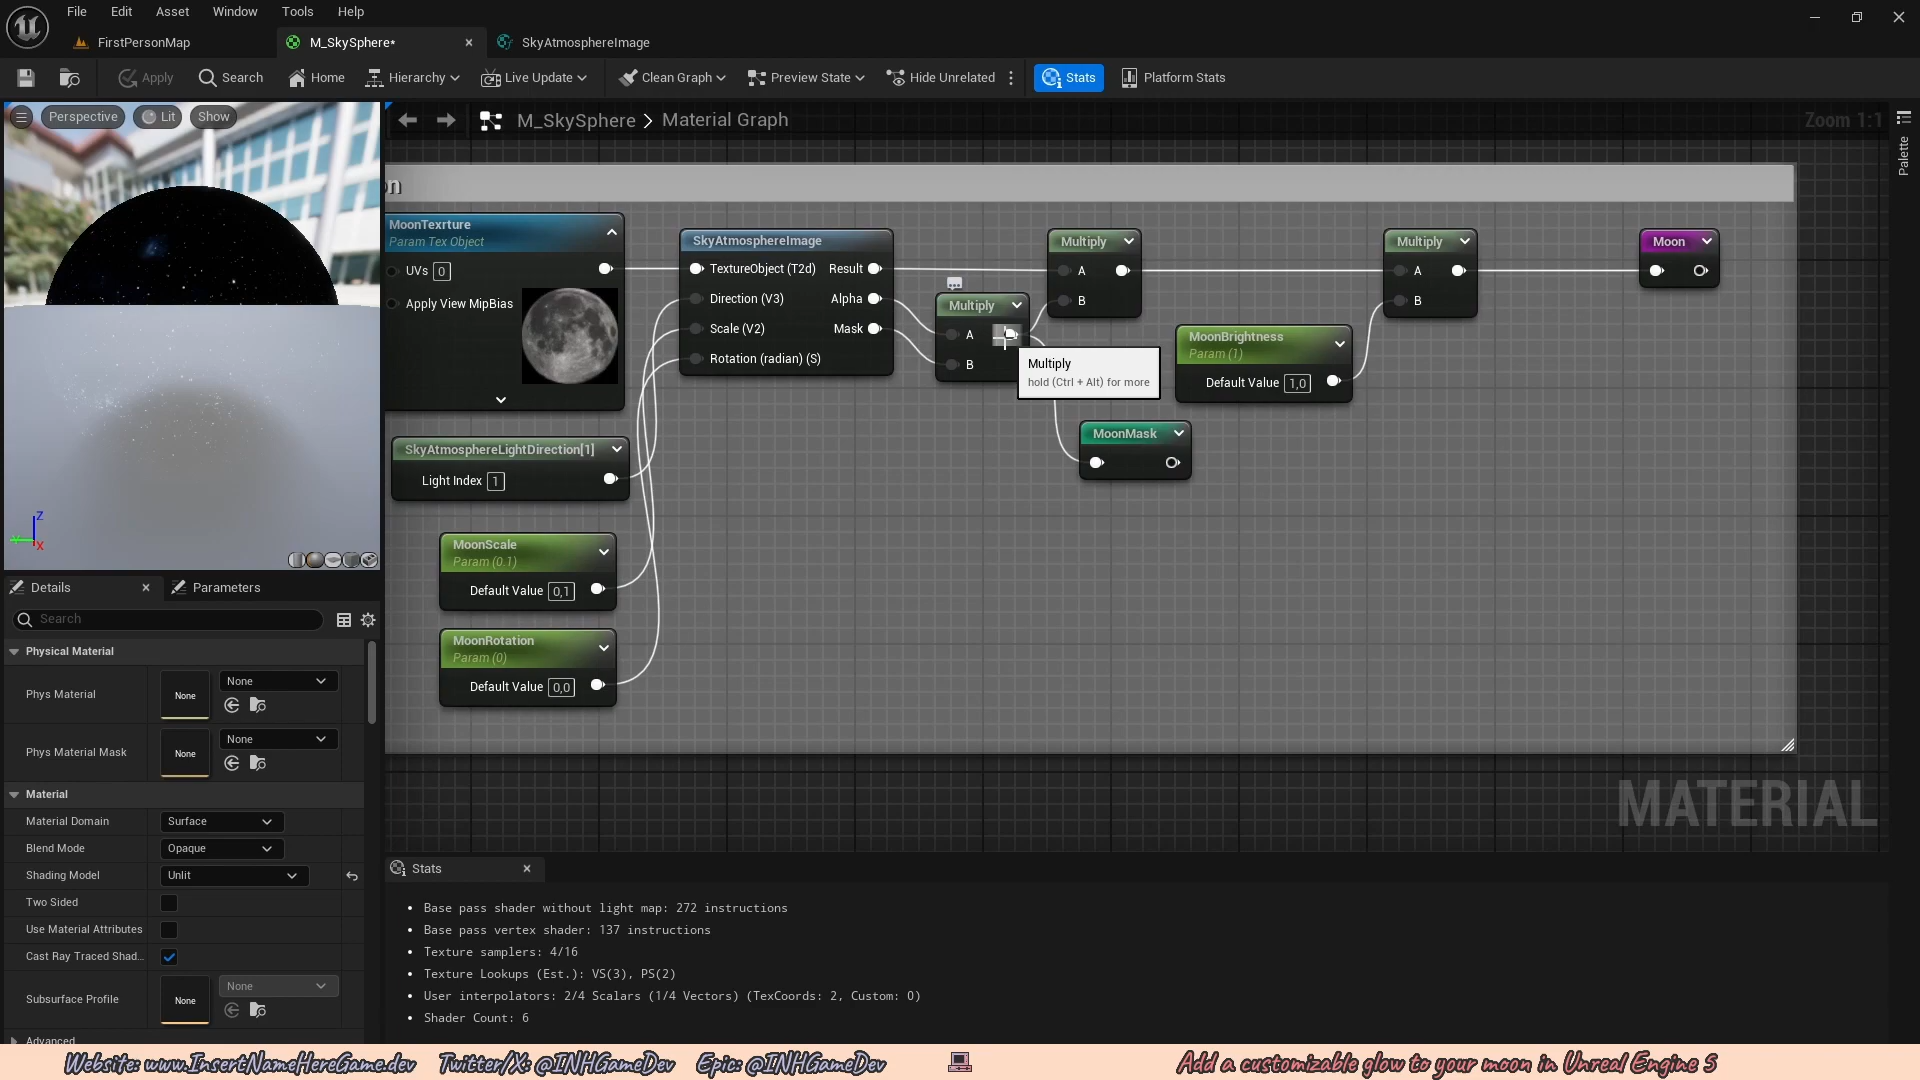 File Edit Asset Window Tools Help
FirstPersonMap M_SkySphere* SkyAtmosphereImage
Apply Search Home Hierarchy Live Update Clean Graph Preview State Hide Unrelated Stats Platform Stats
Perspective Lit Show
M_SkySphere > Material Graph Zoom 1:1
Palette
on
MoonTexrture
Param Tex Object
UVs 0
Apply View MipBias
SkyAtmosphereImage
TextureObject (T2d) Result
Direction (V3) Alpha
Scale (V2) Mask
Rotation (radian) (S)
Multiply
A
B
Multiply
A
B
Multiply
hold (Ctrl + Alt) for more
MoonBrightness
Param (1)
Default Value 1,0
Multiply
A
B
Moon
MoonMask
SkyAtmosphereLightDirection[1]
Light Index 1
MoonScale
Param (0.1)
Default Value 0,1
MoonRotation
Param (0)
Default Value 0,0
MATERIAL
Z
X
Details Parameters
Search
Physical Material
Phys Material None None
Phys Material Mask None None
Material
Material Domain Surface
Blend Mode Opaque
Shading Model Unlit
Two Sided
Use Material Attributes
Cast Ray Traced Shad...
Subsurface Profile None None
Advanced
Stats
• Base pass shader without light map: 272 instructions
• Base pass vertex shader: 137 instructions
• Texture samplers: 4/16
• Texture Lookups (Est.): VS(3), PS(2)
• User interpolators: 2/4 Scalars (1/4 Vectors) (TexCoords: 2, Custom: 0)
• Shader Count: 6
Website: www.InsertNameHereGame.dev Twitter/X: @INHGameDev Epic: @INHGameDev Add a customizable glow to your moon in Unreal Engine 5